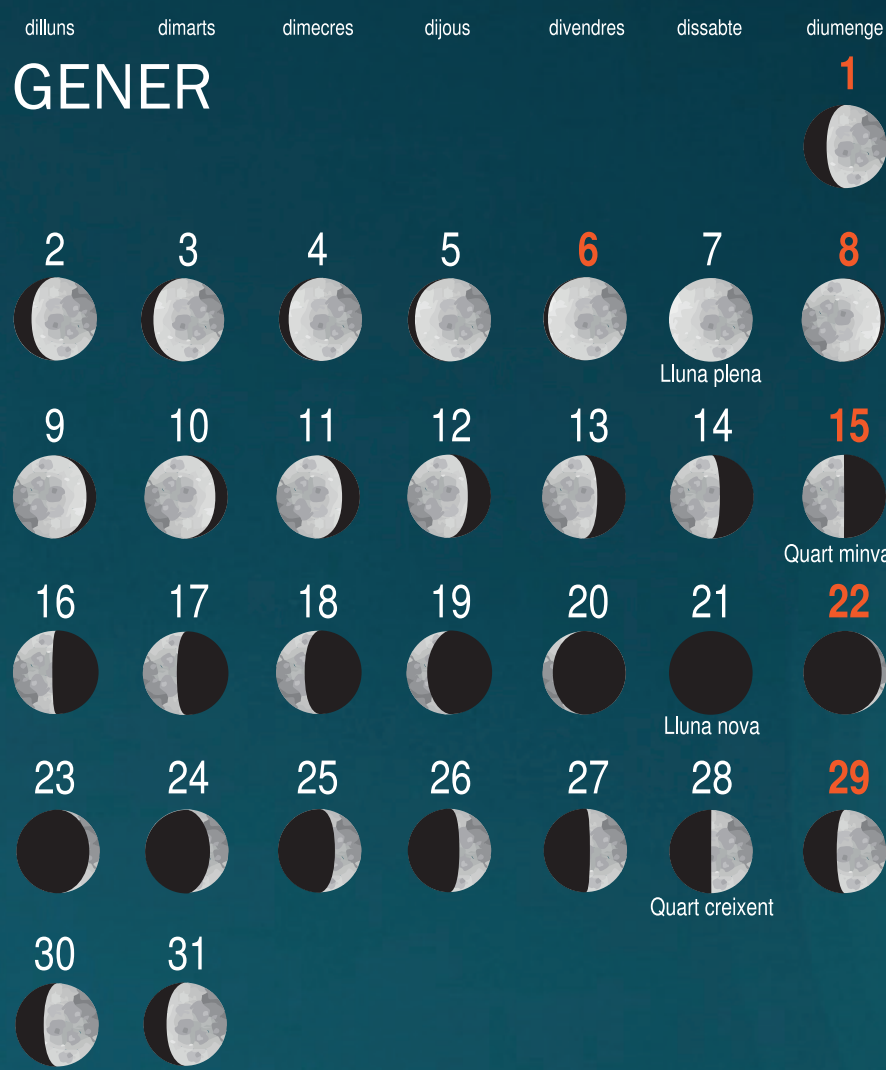 dilluns dimarts dimecres dijous divendres dissabte diumenge
GENER
1
2 3 4 5 6 7 8
Lluna plena
9 10 11 12 13 14 15
Quart minva
16 17 18 19 20 21 22
Lluna nova
23 24 25 26 27 28 29
Quart creixent
30 31